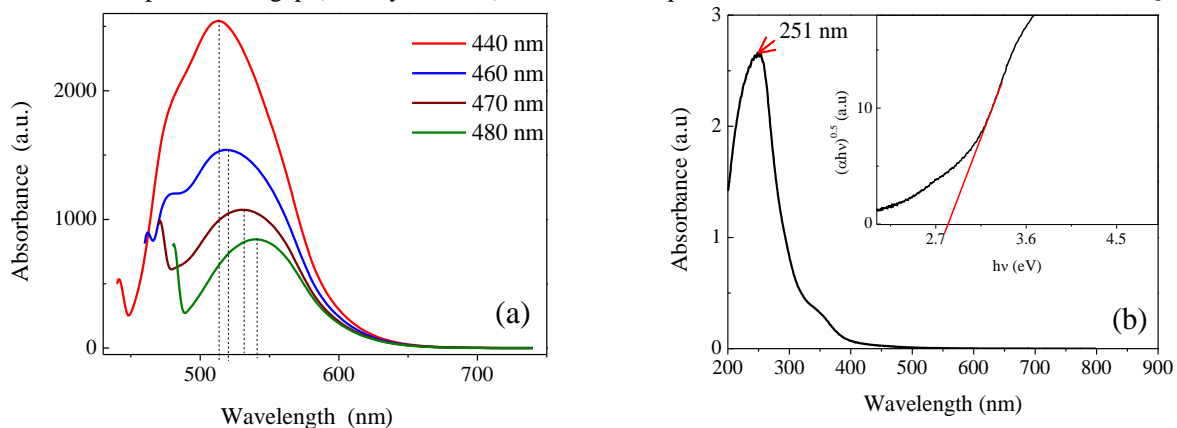 440 nm
460 nm
470 nm
480 nm
2000
1000
0
Absorbance (a.u.)
500
600
700
Wavelength (nm)
(a)
251 nm
3
2
1
0
Absorbance (a.u)
200 300 400 500 600 700 800 900
Wavelength (nm)
(b)
10
0
(αhν)^0.5 (a.u)
2.7
3.6
4.5
hν (eV)